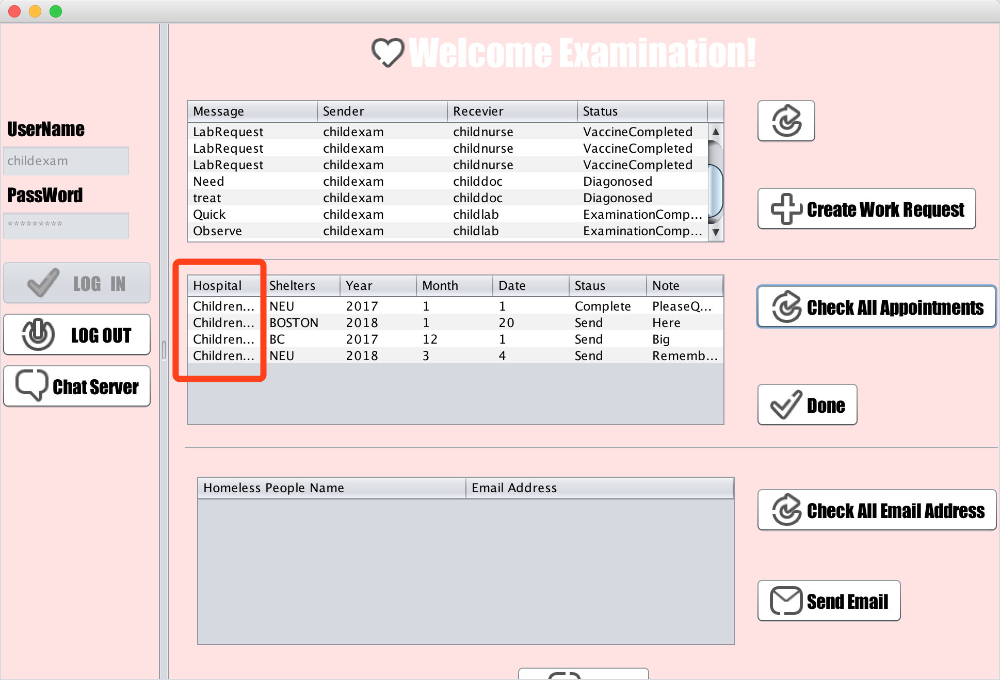 Welcome Examination!
UserName
childexam
PassWord
*********
LOG IN
LOG OUT
Chat Server
Message Sender Recevier Status
LabRequest childexam childnurse VaccineCompleted
LabRequest childexam childnurse VaccineCompleted
LabRequest childexam childnurse VaccineCompleted
Need childexam childdoc Diagonosed
treat childexam childdoc Diagonosed
Quick childexam childlab ExaminationComp...
Observe childexam childlab ExaminationComp...
Create Work Request
Hospital Shelters Year Month Date Staus Note
Children... NEU 2017 1 1 Complete PleaseQ...
Children... BOSTON 2018 1 20 Send Here
Children... BC 2017 12 1 Send Big
Children... NEU 2018 3 4 Send Rememb...
Check All Appointments
Done
Homeless People Name Email Address
Check All Email Address
Send Email